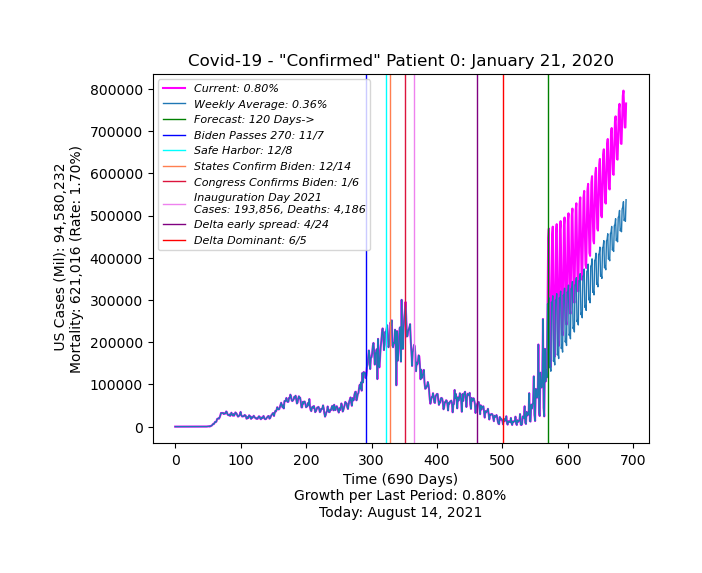 Covid-19 - "Confirmed" Patient 0: January 21, 2020
US Cases (Mil): 94,580,232
Mortality: 621,016 (Rate: 1.70%)
800000
700000
600000
500000
400000
300000
200000
100000
0
Current: 0.80%
Weekly Average: 0.36%
Forecast: 120 Days->
Biden Passes 270: 11/7
Safe Harbor: 12/8
States Confirm Biden: 12/14
Congress Confirms Biden: 1/6
Inauguration Day 2021
Cases: 193,856, Deaths: 4,186
Delta early spread: 4/24
Delta Dominant: 6/5
0 100 200 300 400 500 600 700
Time (690 Days)
Growth per Last Period: 0.80%
Today: August 14, 2021